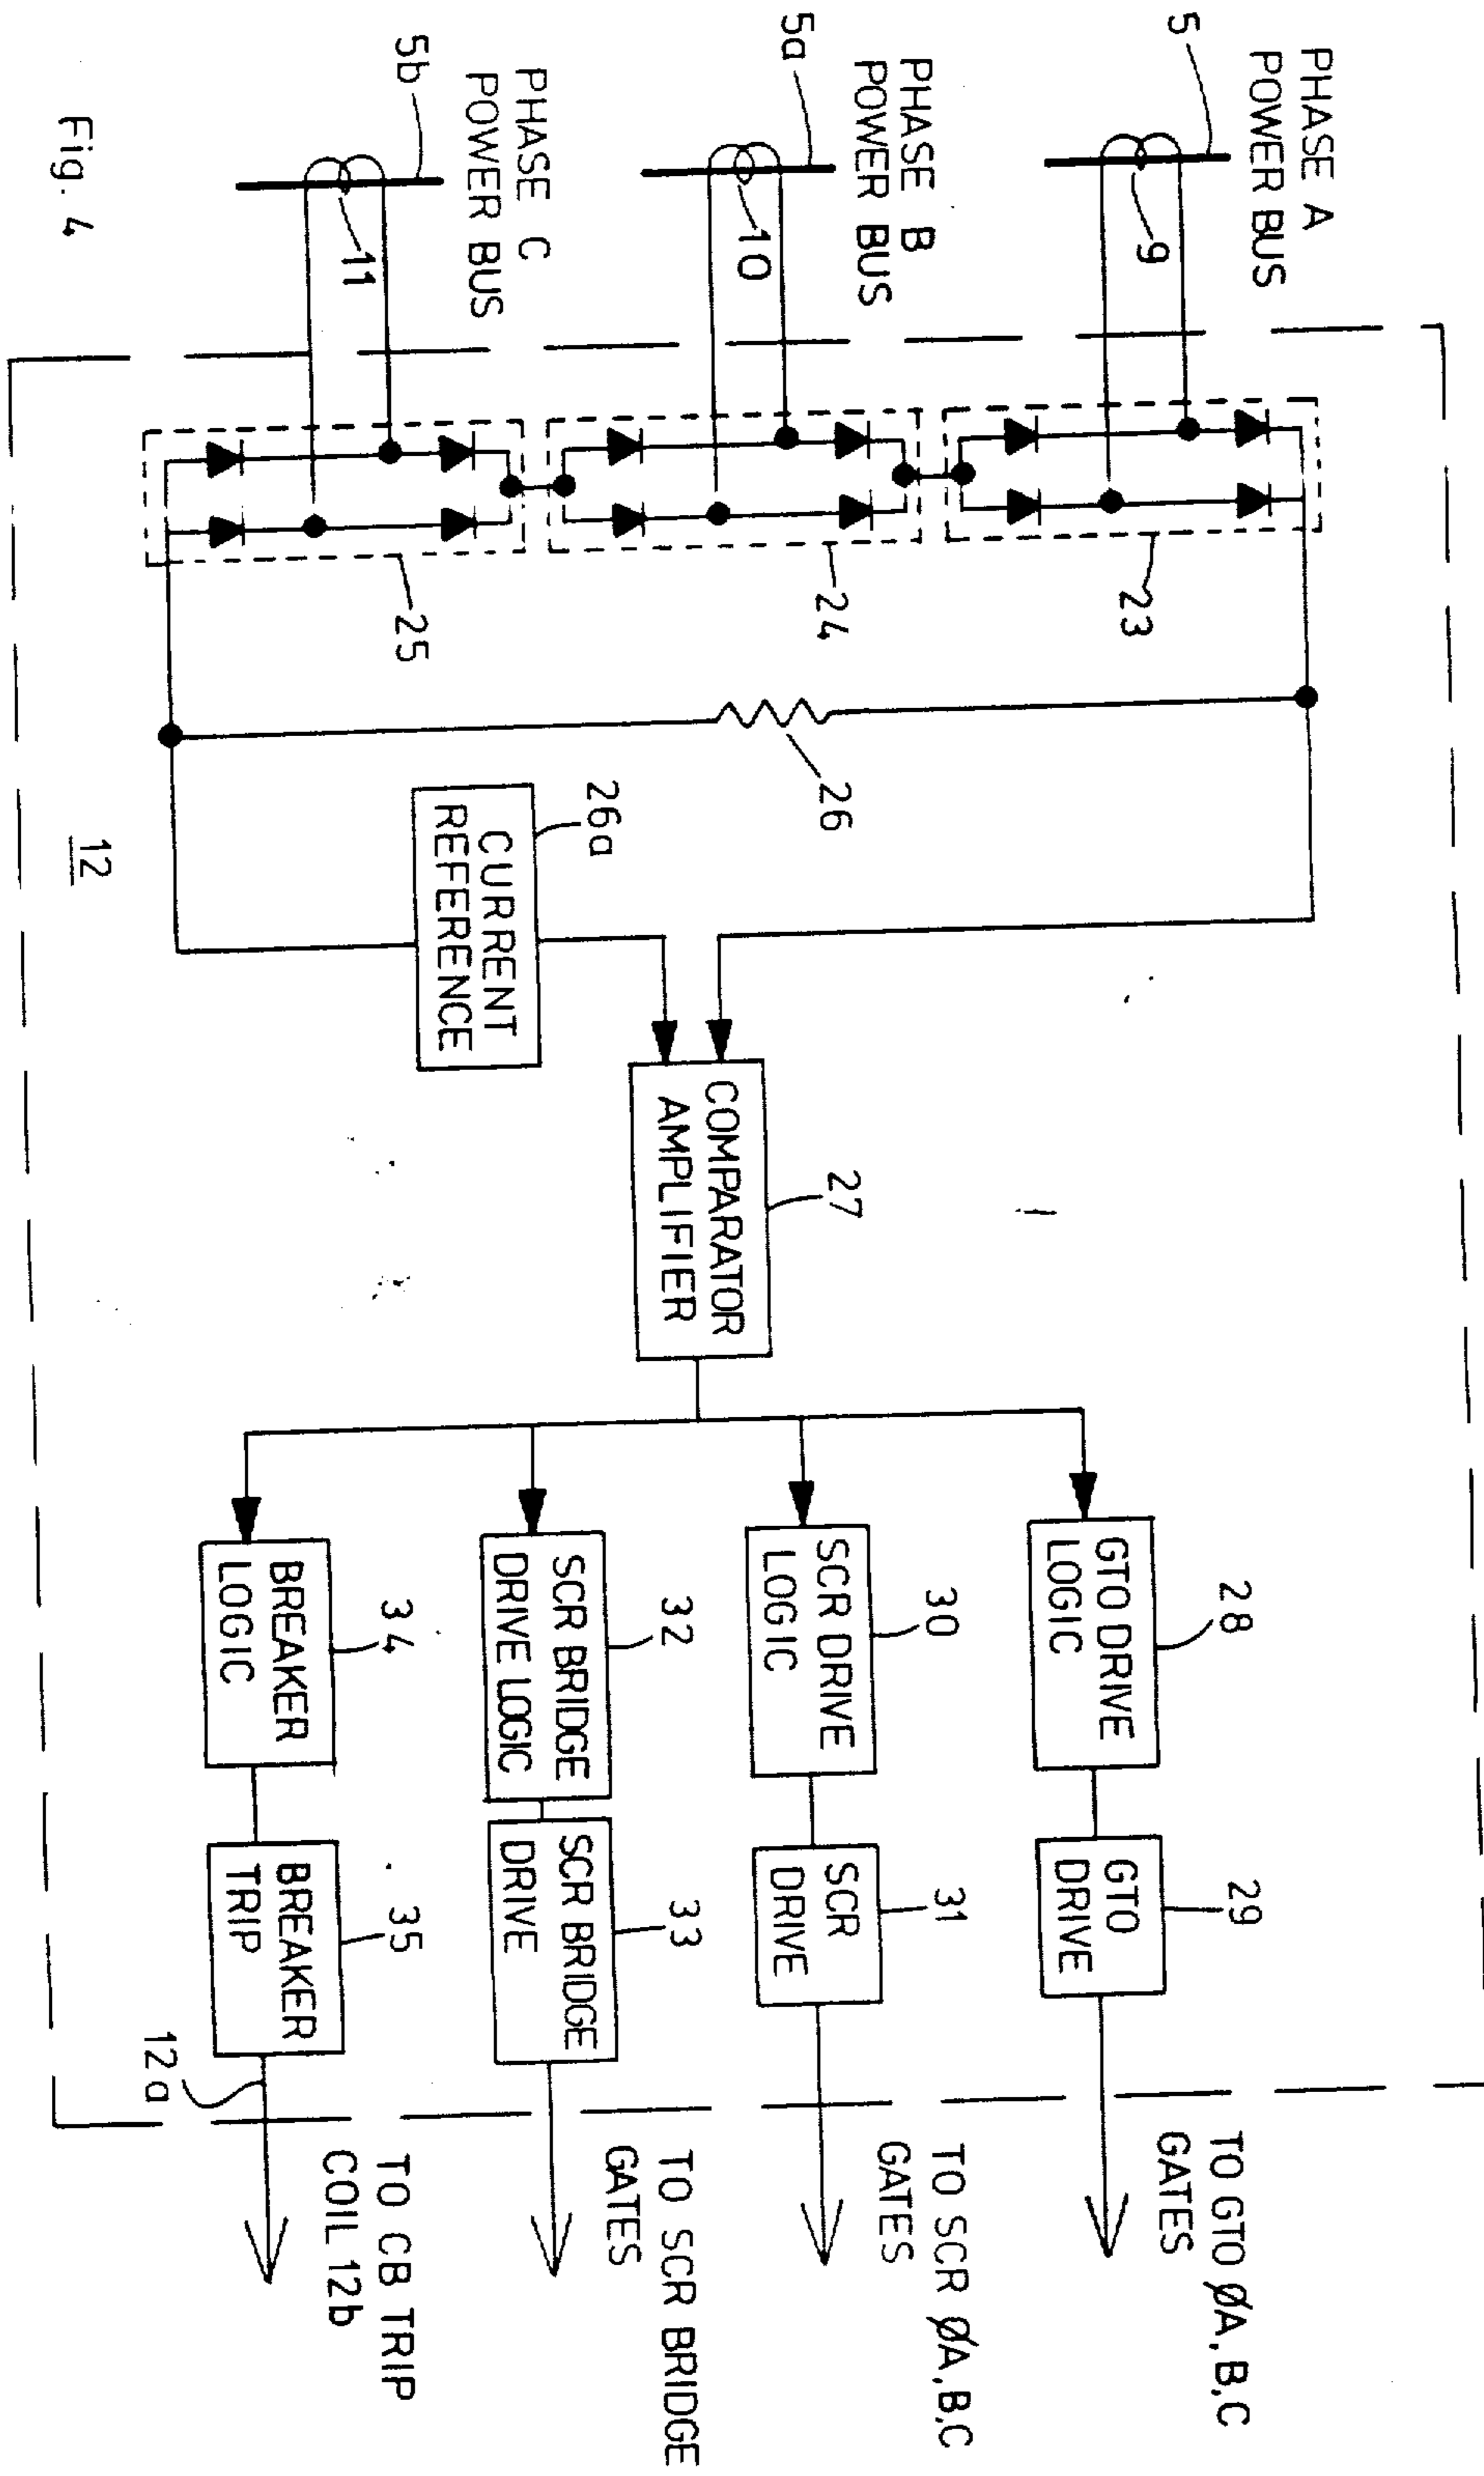 PHASE A
POWER BUS
5
9
PHASE B
POWER BUS
5a
10
PHASE C
POWER BUS
5b
11
23
24
25
26
26a
CURRENT
REFERENCE
27
COMPARATOR
AMPLIFIER
28
GTO DRIVE
LOGIC
29
GTO
DRIVE
TO GTO ØA,B,C
GATES
30
SCR DRIVE
LOGIC
31
SCR
DRIVE
TO SCR ØA,B,C
GATES
32
SCR BRIDGE
DRIVE LOGIC
33
SCR BRIDGE
DRIVE
TO SCR BRIDGE
GATES
34
BREAKER
LOGIC
35
BREAKER
TRIP
12a
TO CB TRIP
COIL 12b
12
Fig. 4